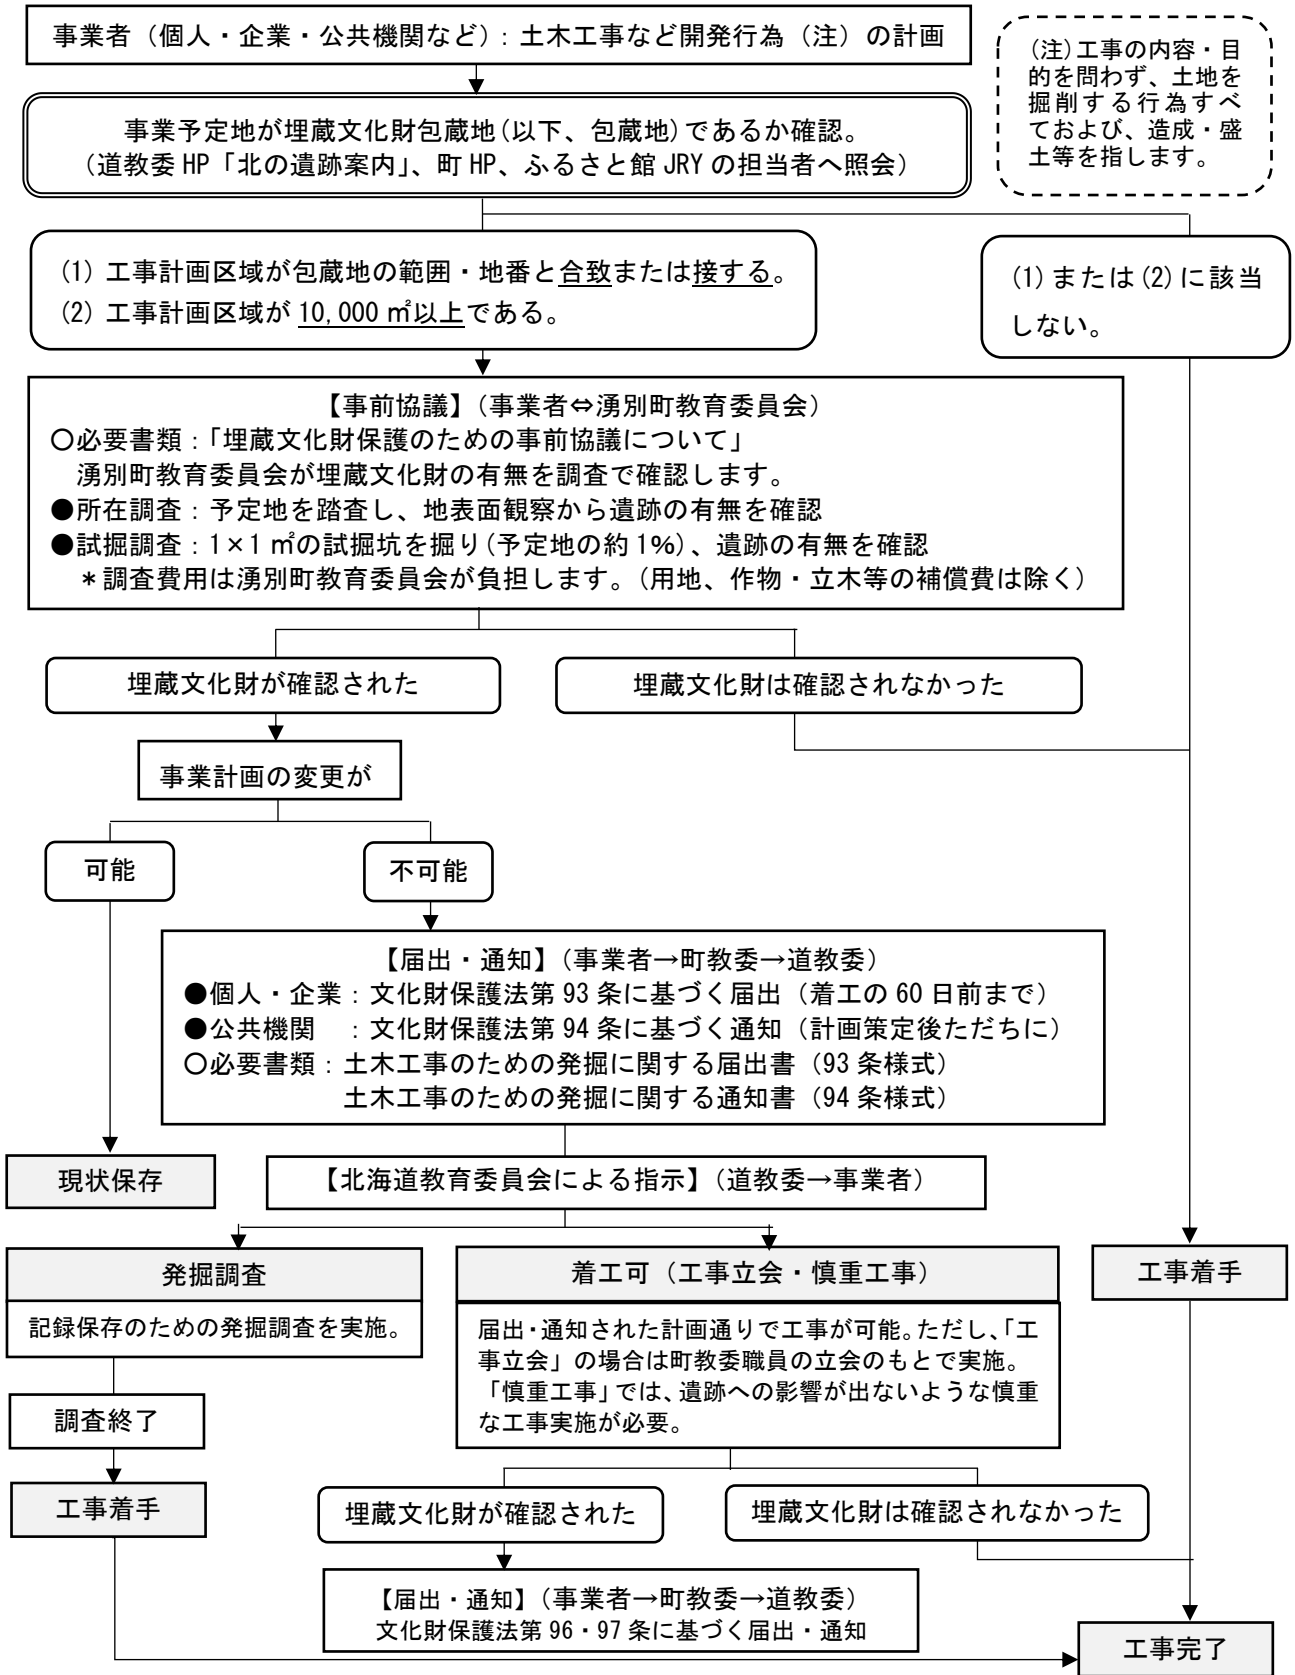 事業者（個人・企業・公共機関など）：土木工事など開発行為（注）の計画
(注)工事の内容・目
的を問わず、土地を
掘削する行為すべ
ておよび、造成・盛
土等を指します。
事業予定地が埋蔵文化財包蔵地(以下、包蔵地)であるか確認。
(道教委 HP「北の遺跡案内」、町 HP、ふるさと館 JRY の担当者へ照会)
(1) 工事計画区域が包蔵地の範囲・地番と合致または接する。
(2) 工事計画区域が 10,000 ㎡以上である。
(1)または(2)に該当
しない。
【事前協議】（事業者⇔湧別町教育委員会）
○必要書類：「埋蔵文化財保護のための事前協議について」
湧別町教育委員会が埋蔵文化財の有無を調査で確認します。
●所在調査：予定地を踏査し、地表面観察から遺跡の有無を確認
●試掘調査：1×1 ㎡の試掘坑を掘り(予定地の約 1%)、遺跡の有無を確認
＊調査費用は湧別町教育委員会が負担します。(用地、作物・立木等の補償費は除く)
埋蔵文化財が確認された
埋蔵文化財は確認されなかった
事業計画の変更が
可能
不可能
【届出・通知】（事業者→町教委→道教委）
●個人・企業：文化財保護法第 93 条に基づく届出（着工の 60 日前まで）
●公共機関　：文化財保護法第 94 条に基づく通知（計画策定後ただちに）
○必要書類：土木工事のための発掘に関する届出書（93 条様式）
土木工事のための発掘に関する通知書（94 条様式）
現状保存
【北海道教育委員会による指示】（道教委→事業者）
発掘調査
記録保存のための発掘調査を実施。
着工可（工事立会・慎重工事）
届出・通知された計画通りで工事が可能。ただし、「工
事立会」の場合は町教委職員の立会のもとで実施。
「慎重工事」では、遺跡への影響が出ないような慎重
な工事実施が必要。
工事着手
調査終了
工事着手
埋蔵文化財が確認された
埋蔵文化財は確認されなかった
【届出・通知】（事業者→町教委→道教委）
文化財保護法第 96・97 条に基づく届出・通知
工事完了